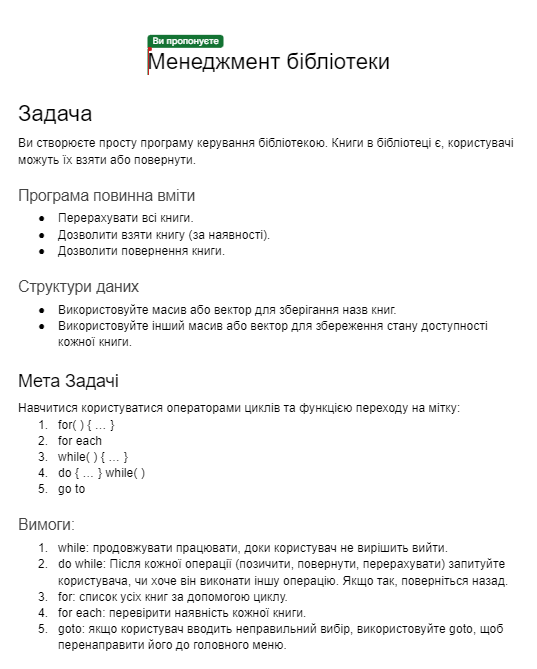 Ви пропонуєте
Менеджмент бібліотеки
Задача
Ви створюєте просту програму керування бібліотекою. Книги в бібліотеці є, користувачі
можуть їх взяти або повернути.
Програма повинна вміти
● Перерахувати всі книги.
● Дозволити взяти книгу (за наявності).
● Дозволити повернення книги.
Структури даних
● Використовуйте масив або вектор для зберігання назв книг.
● Використовуйте інший масив або вектор для збереження стану доступності
кожної книги.
Мета Задачі
Навчитися користуватися операторами циклів та функцією переходу на мітку:
1. for( ) { … }
2. for each
3. while( ) { … }
4. do { … } while( )
5. go to
Вимоги:
1. while: продовжувати працювати, доки користувач не вирішить вийти.
2. do while: Після кожної операції (позичити, повернути, перерахувати) запитуйте
користувача, чи хоче він виконати іншу операцію. Якщо так, поверніться назад.
3. for: список усіх книг за допомогою циклу.
4. for each: перевірити наявність кожної книги.
5. goto: якщо користувач вводить неправильний вибір, використовуйте goto, щоб
перенаправити його до головного меню.